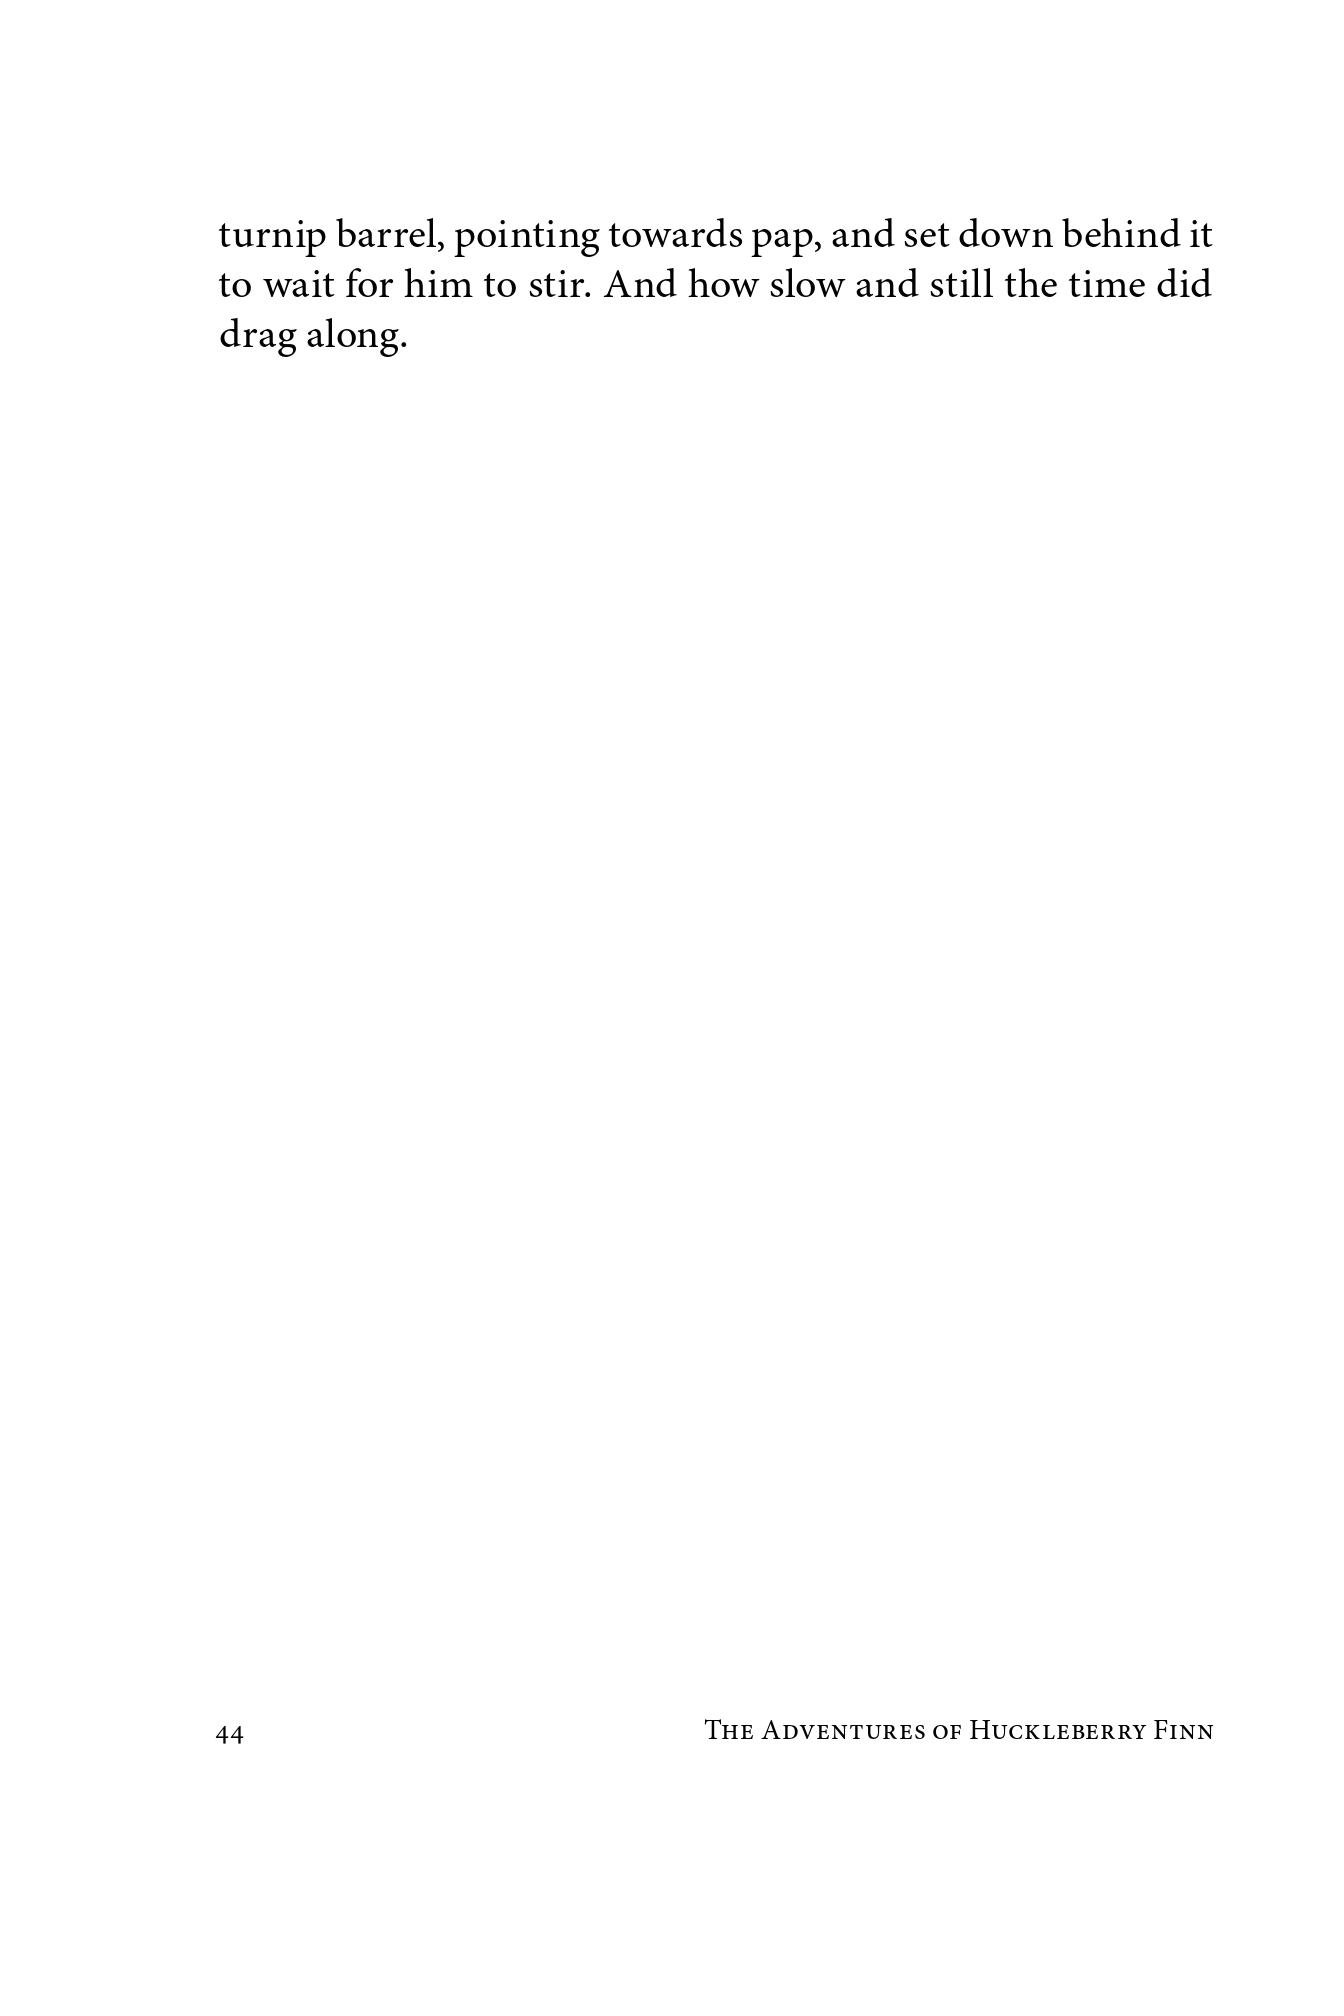 turnip barrel, pointing towards pap, and set down behind it
to wait for him to stir. And how slow and still the time did
drag along.
44
The Adventures of Huckleberry Finn